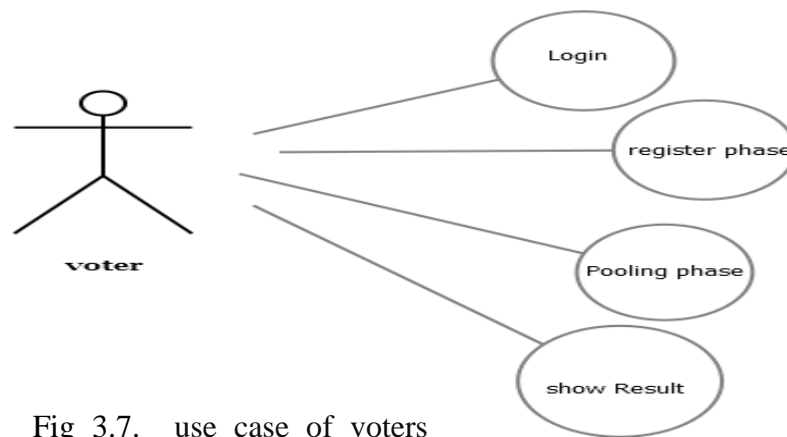 Login
register phase
Pooling phase
show Result
voter
Fig 3.7. use case of voters